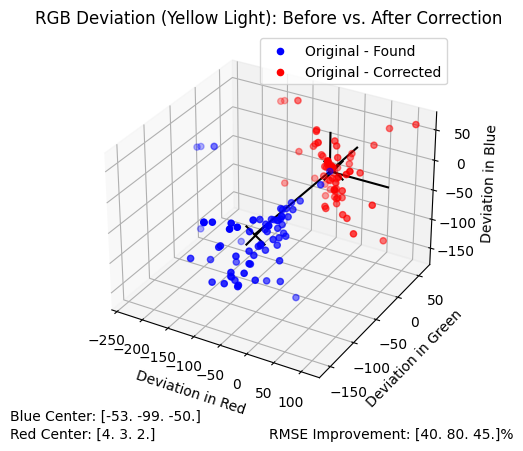 RGB Deviation (Yellow Light): Before vs. After Correction
Original - Found
Original - Corrected
50
0
−50
−100
−150
Deviation in Blue
50
0
−50
−100
−150
Deviation in Green
−250
−200
−150
−100
−50
0
50
100
Deviation in Red
Blue Center: [-53. -99. -50.]
Red Center: [4. 3. 2.]
RMSE Improvement: [40. 80. 45.]%